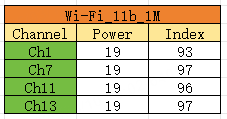 Wi-Fi_11b_1M
Channel Power Index
Ch1 19 93
Ch7 19 97
Ch11 19 96
Ch13 19 97